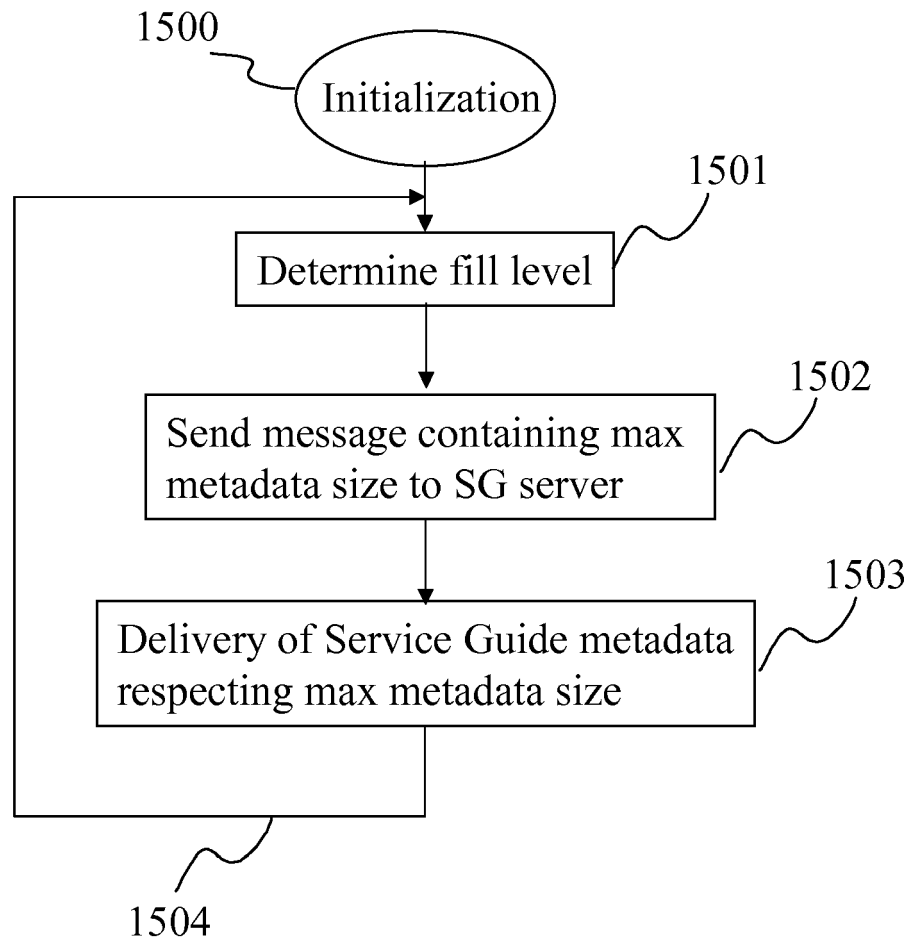 1500
Initialization
1501
Determine fill level
1502
Send message containing max
metadata size to SG server
1503
Delivery of Service Guide metadata
respecting max metadata size
1504